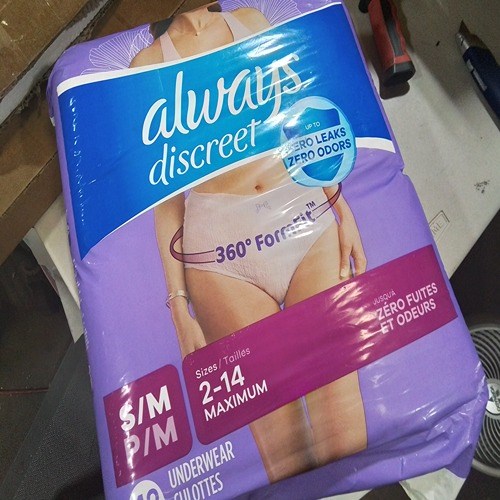 always
discreet
UP TO
ZERO LEAKS
ZERO ODORS
360° FormFit™
JUSQU'À
ZÉRO FUITES
ET ODEURS
Sizes / Tailles
2-14
MAXIMUM
S/M
P/M
UNDERWEAR
CULOTTES